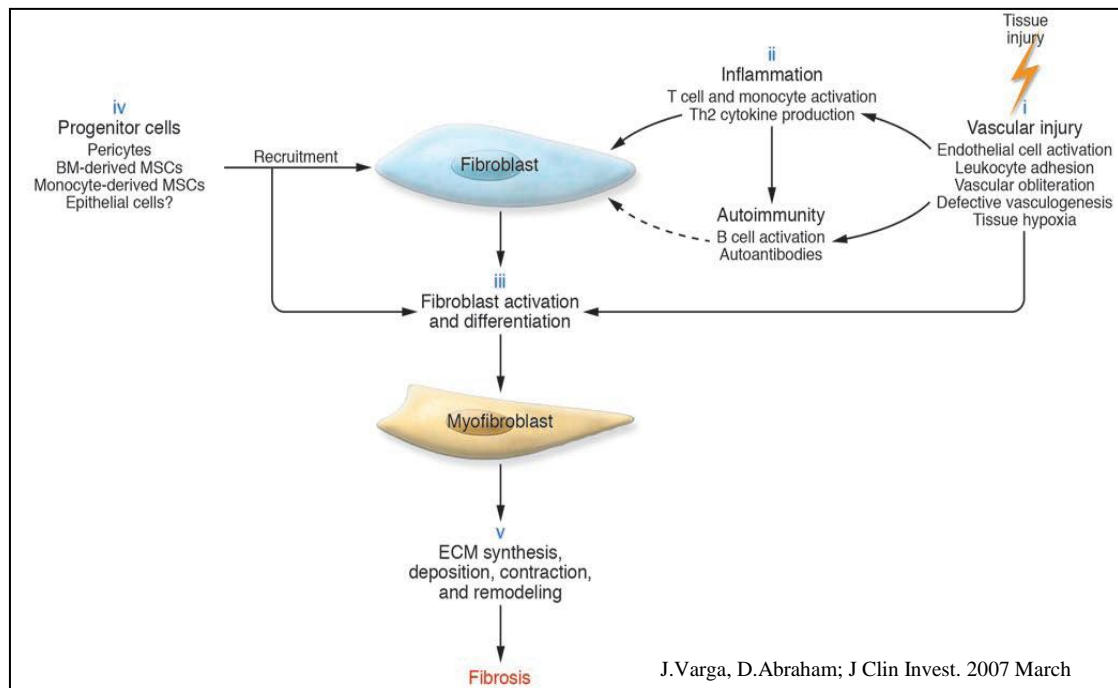 Tissue
injury
i
Vascular injury
Endothelial cell activation
Leukocyte adhesion
Vascular obliteration
Defective vasculogenesis
Tissue hypoxia
ii
Inflammation
T cell and monocyte activation
Th2 cytokine production
Autoimmunity
B cell activation
Autoantibodies
iv
Progenitor cells
Pericytes
BM-derived MSCs
Monocyte-derived MSCs
Epithelial cells?
Recruitment
Fibroblast
iii
Fibroblast activation
and differentiation
Myofibroblast
v
ECM synthesis,
deposition, contraction,
and remodeling
Fibrosis
J.Varga, D.Abraham; J Clin Invest. 2007 March